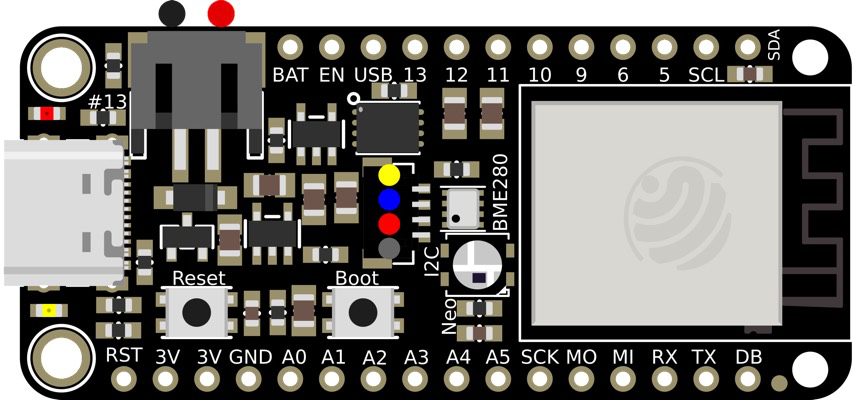 BAT EN USB 13 12 11 10 9 6 5 SCL SDA
#13
BME280
I2C
Reset Boot
Neo
RST 3V 3V GND A0 A1 A2 A3 A4 A5 SCK MO MI RX TX DB